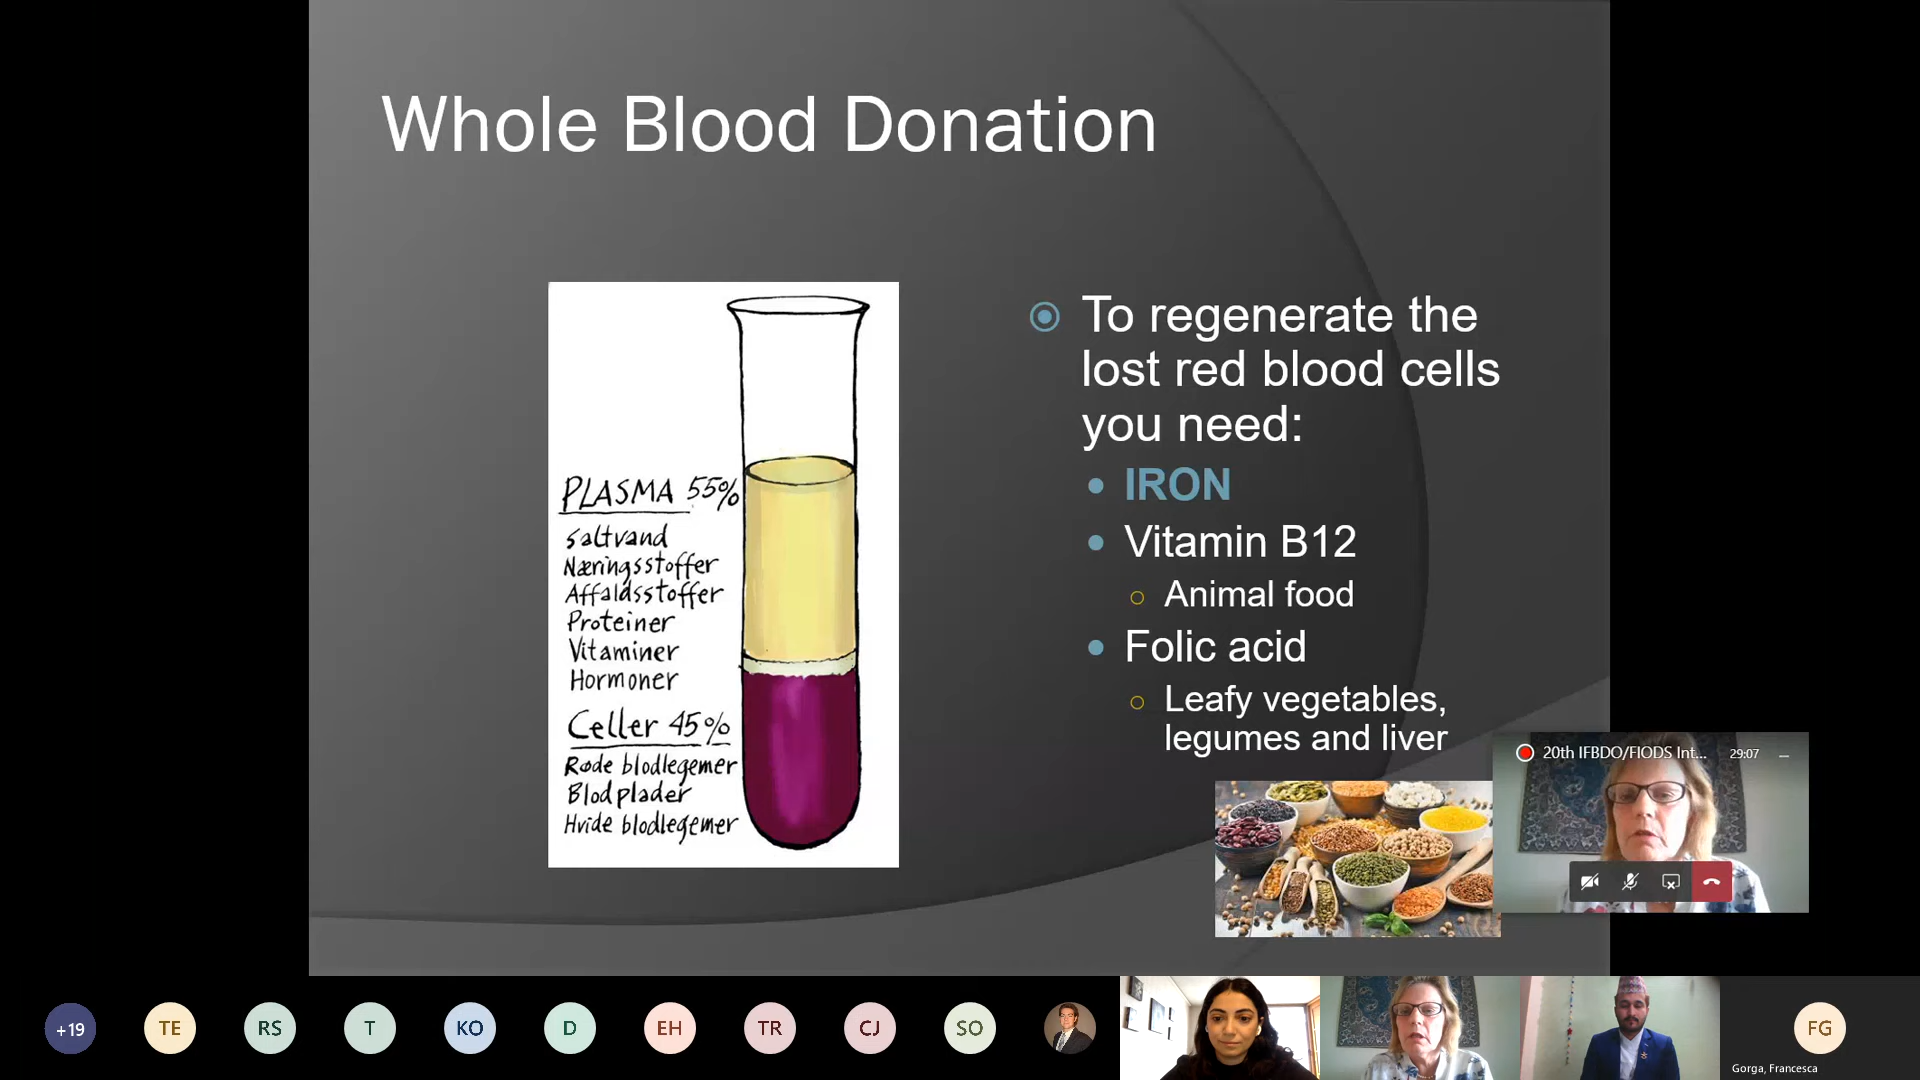 Whole Blood Donation
PLASMA 55%
Saltvand
Næringsstoffer
Affaldsstoffer
Proteiner
Vitaminer
Hormoner
Celler 45%
Røde blodlegemer
Blodplader
Hvide blodlegemer
To regenerate the
lost red blood cells
you need:
IRON
Vitamin B12
Animal food
Folic acid
Leafy vegetables,
legumes and liver
20th IFBDO/FIODS Int... 29:07
+19 TE RS T KO D EH TR CJ SO FG
Gorga, Francesca